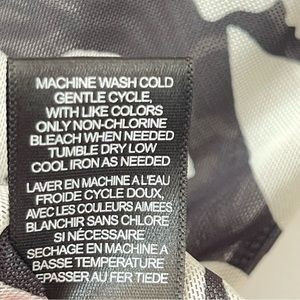 MACHINE WASH COLD
GENTLE CYCLE,
WITH LIKE COLORS
ONLY NON-CHLORINE
BLEACH WHEN NEEDED
TUMBLE DRY LOW
COOL IRON AS NEEDED
LAVER EN MACHINE A L'EAU
FROIDE CYCLE DOUX,
AVEC LES COULEURS AIMEES
BLANCHIR SANS CHLORE
SI NÉCESSAIRE
SECHAGE EN MACHINE A
BASSE TEMPERATURE
EPASSER AU FER TIEDE